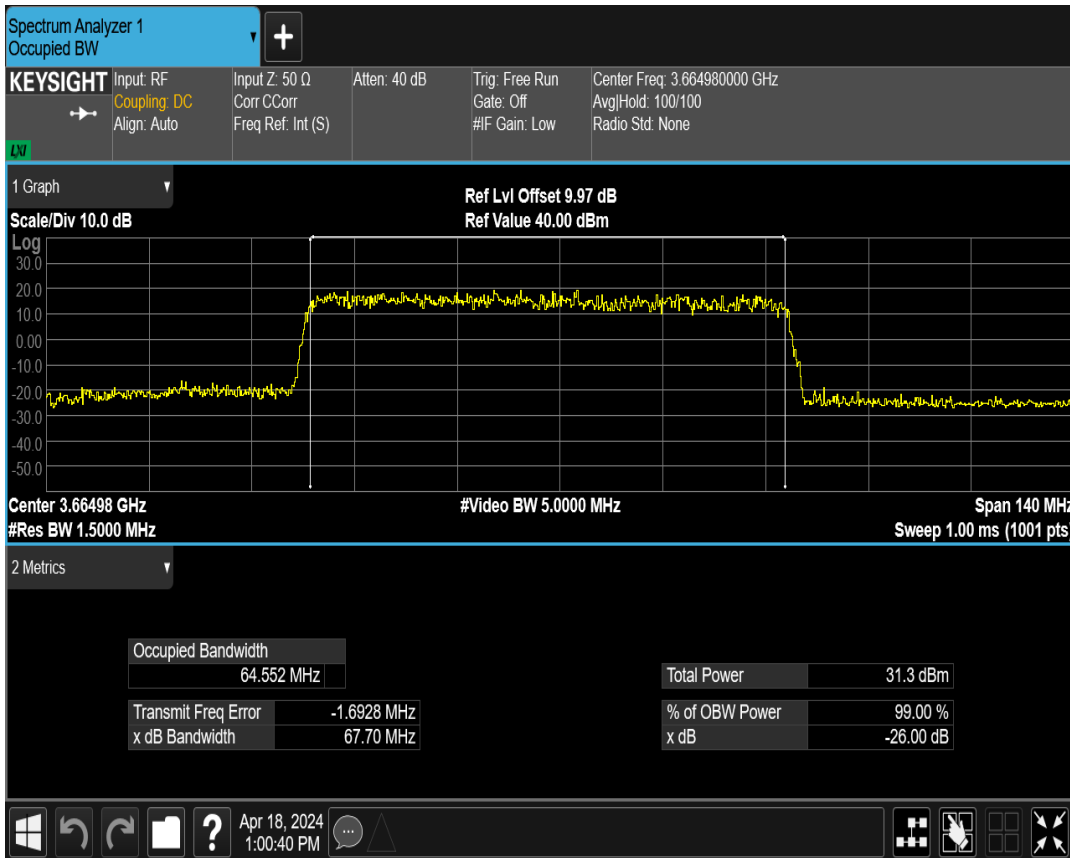 Spectrum Analyzer 1
Occupied BW
+
KEYSIGHT
LXI
Input: RF
Coupling: DC
Align: Auto
Input Z: 50 Ω
Corr CCorr
Freq Ref: Int (S)
Atten: 40 dB
Trig: Free Run
Gate: Off
#IF Gain: Low
Center Freq: 3.664980000 GHz
Avg|Hold: 100/100
Radio Std: None
1 Graph
Scale/Div 10.0 dB
Ref Lvl Offset 9.97 dB
Ref Value 40.00 dBm
Log
30.0
20.0
10.0
0.00
-10.0
-20.0
-30.0
-40.0
-50.0
Center 3.66498 GHz
#Res BW 1.5000 MHz
#Video BW 5.0000 MHz
Span 140 MHz
Sweep 1.00 ms (1001 pts)
2 Metrics
Occupied Bandwidth
64.552 MHz
Transmit Freq Error -1.6928 MHz
x dB Bandwidth 67.70 MHz
Total Power 31.3 dBm
% of OBW Power 99.00 %
x dB -26.00 dB
?
Apr 18, 2024
1:00:40 PM